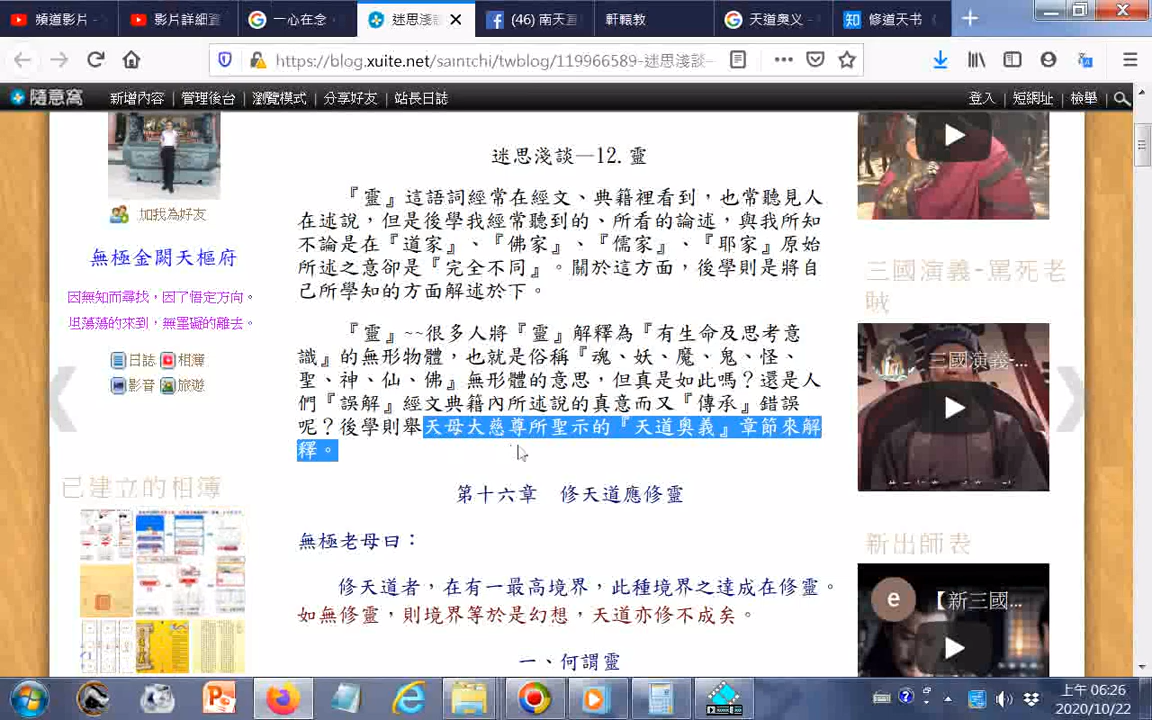 頻道影片 -
影片詳細資
一心在念 -
迷思淺談
(46) 南天直
軒轅教
天道奥义 -
修道天书
https://blog.xuite.net/saintchi/twblog/119966589-迷思淺談-
隨意窩
新增內容 | 管理後台 | 瀏覽模式 | 分享好友 | 站長日誌
登入 | 短網址 | 檢舉
加我為好友
無極金闕天樞府
因無知而尋找，因了悟定方向。
坦蕩蕩的來到，無罣礙的離去。
日誌 相簿
影音 旅遊
已建立的相簿
迷思淺談—12.靈
『靈』這語詞經常在經文、典籍裡看到，也常聽見人
在述說，但是後學我經常聽到的、所看的論述，與我所知
不論是在『道家』、『佛家』、『儒家』、『耶家』原始
所述之意卻是『完全不同』。關於這方面，後學則是將自
己所學知的方面解述於下。
『靈』~~很多人將『靈』解釋為『有生命及思考意
識』的無形物體，也就是俗稱『魂、妖、魔、鬼、怪、
聖、神、仙、佛』無形體的意思，但真是如此嗎？還是人
們『誤解』經文典籍內所述說的真意而又『傳承』錯誤
呢？後學則舉天母大慈尊所聖示的『天道奧義』章節來解
釋。
第十六章　修天道應修靈
無極老母曰：
修天道者，在有一最高境界，此種境界之達成在修靈。
如無修靈，則境界等於是幻想，天道亦修不成矣。
一、何謂靈
三國演義-罵死老
賊
三國演義-...
新出師表
e
【新三國...
上午 06:26
2020/10/22